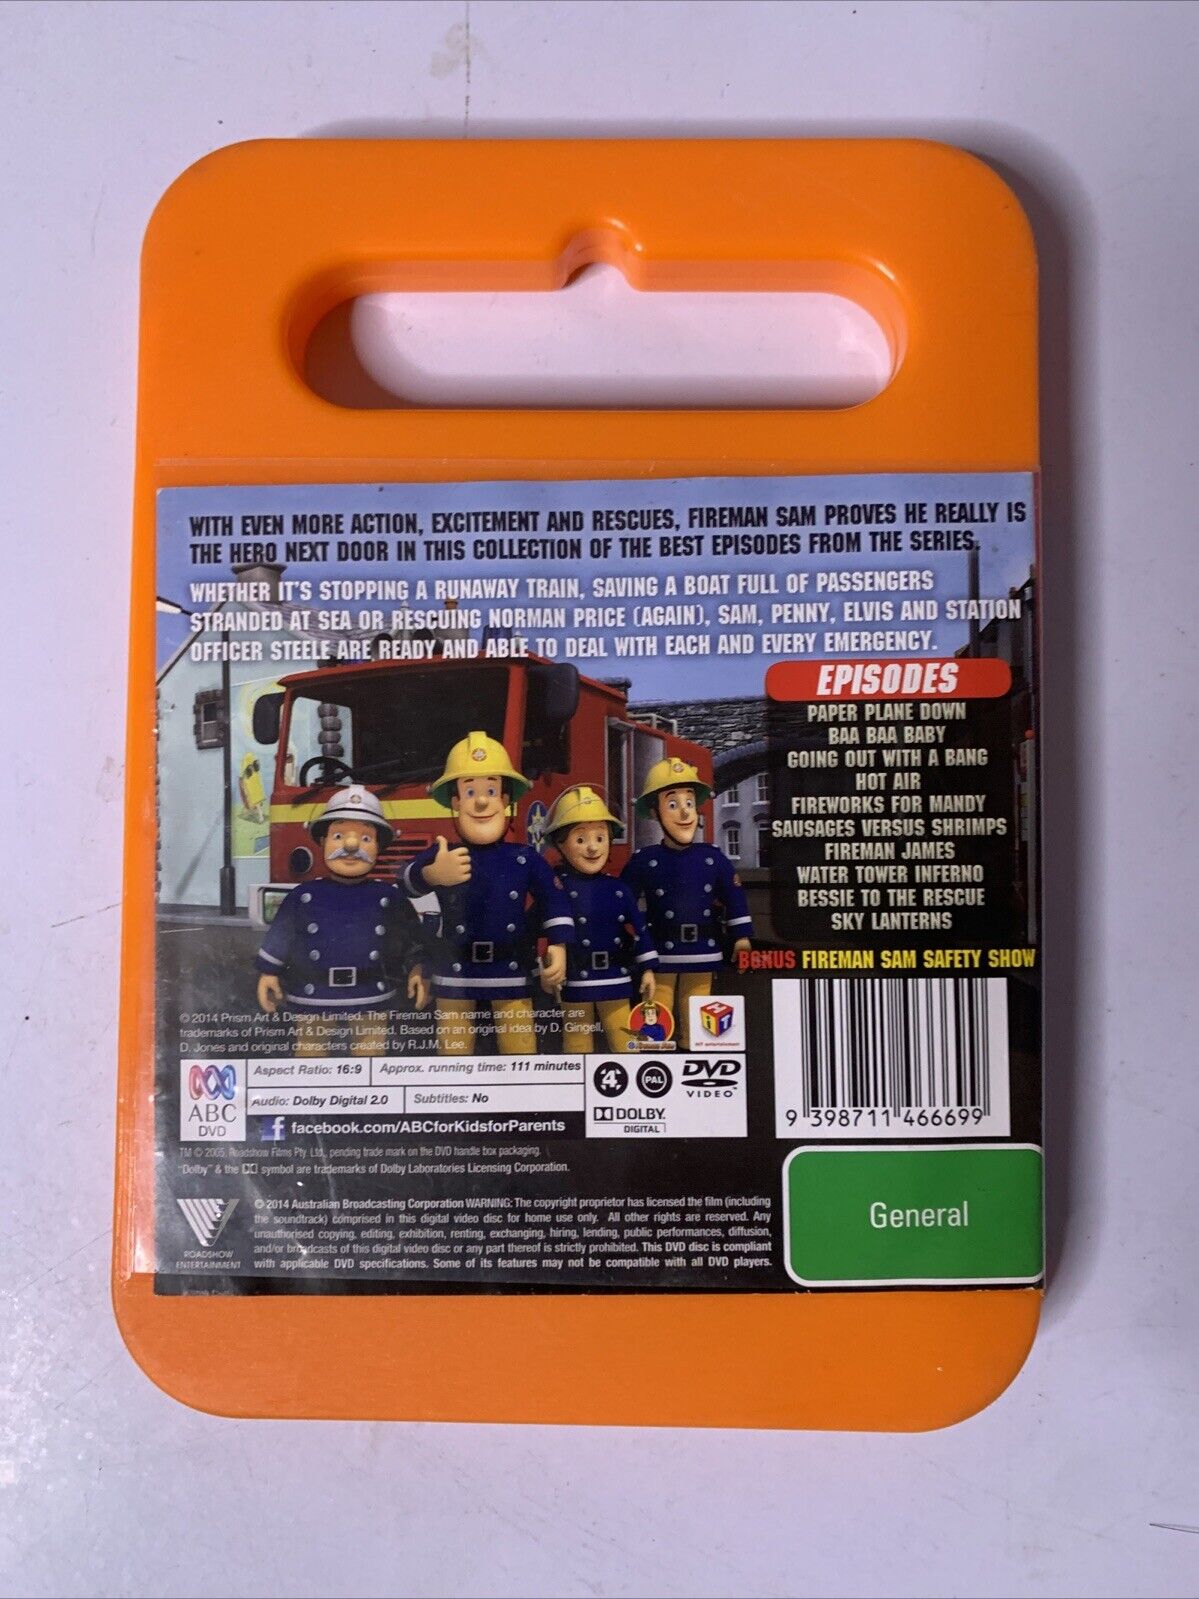 WITH EVEN MORE ACTION, EXCITEMENT AND RESCUES, FIREMAN SAM PROVES HE REALLY IS
THE HERO NEXT DOOR IN THIS COLLECTION OF THE BEST EPISODES FROM THE SERIES.
WHETHER IT'S STOPPING A RUNAWAY TRAIN, SAVING A BOAT FULL OF PASSENGERS
STRANDED AT SEA OR RESCUING NORMAN PRICE (AGAIN), SAM, PENNY, ELVIS AND STATION
OFFICER STEELE ARE READY AND ABLE TO DEAL WITH EACH AND EVERY EMERGENCY.
EPISODES
PAPER PLANE DOWN
BAA BAA BABY
GOING OUT WITH A BANG
HOT AIR
FIREWORKS FOR MANDY
SAUSAGES VERSUS SHRIMPS
FIREMAN JAMES
WATER TOWER INFERNO
BESSIE TO THE RESCUE
SKY LANTERNS
BONUS FIREMAN SAM SAFETY SHOW
© 2014 Prism Art & Design Limited. The Fireman Sam name and character are
trademarks of Prism Art & Design Limited. Based on an original idea by D. Gingell,
D. Jones and original characters created by R.J.M. Lee.
HiT
HiT entertainment
ABC
DVD
Aspect Ratio: 16:9
Approx. running time: 111 minutes
Audio: Dolby Digital 2.0
Subtitles: No
f facebook.com/ABCforKidsforParents
4
PAL
DVD
VIDEO
DOLBY
DIGITAL
9 398711 466699
TM © 2005, Roadshow Films Pty Ltd, pending trade mark on the DVD handle box packaging.
"Dolby" & the symbol are trademarks of Dolby Laboratories Licensing Corporation.
ROADSHOW
ENTERTAINMENT
© 2014 Australian Broadcasting Corporation WARNING: The copyright proprietor has licensed the film (including
the soundtrack) comprised in this digital video disc for home use only. All other rights are reserved. Any
unauthorised copying, editing, exhibition, renting, exchanging, hiring, lending, public performances, diffusion,
and/or broadcasts of this digital video disc or any part thereof is strictly prohibited. This DVD disc is compliant
with applicable DVD specifications. Some of its features may not be compatible with all DVD players.
General